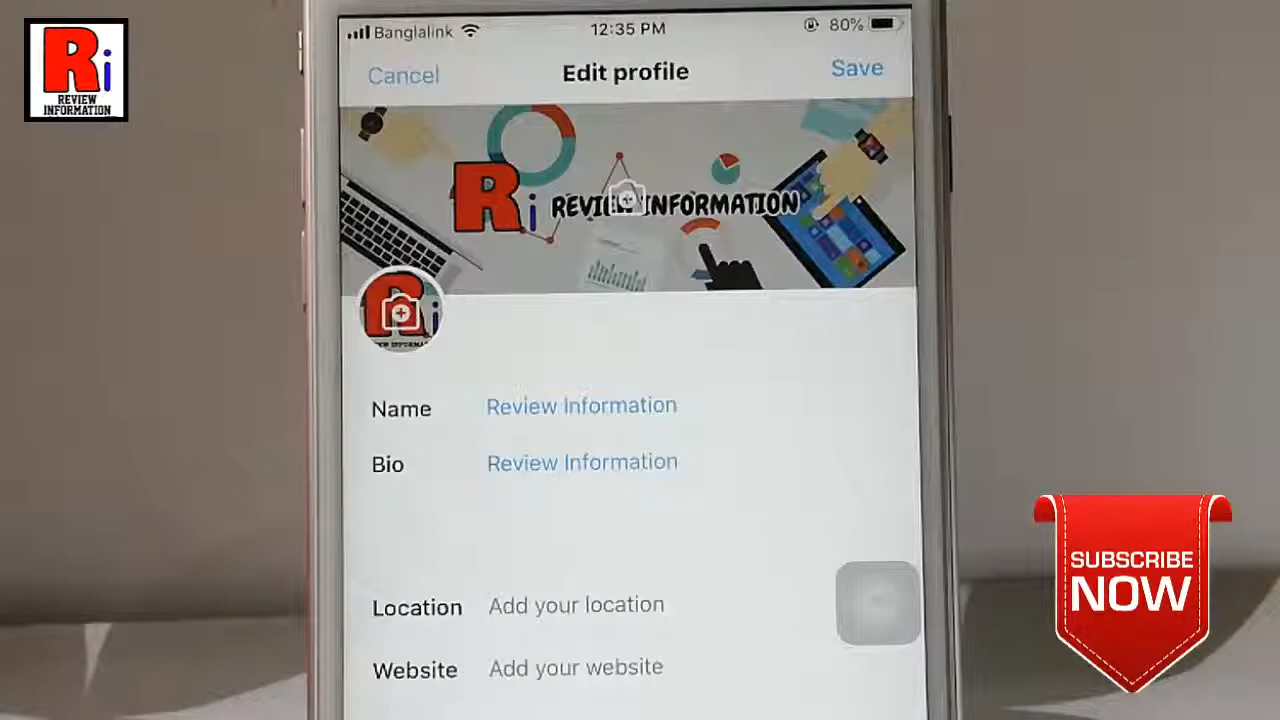 Ri
REVIEW
INFORMATION
Banglalink 12:35 PM 80%
Cancel Edit profile Save
Ri REVIEW INFORMATION
Ri
Name Review Information
Bio Review Information
Location Add your location
Website Add your website
SUBSCRIBE
NOW